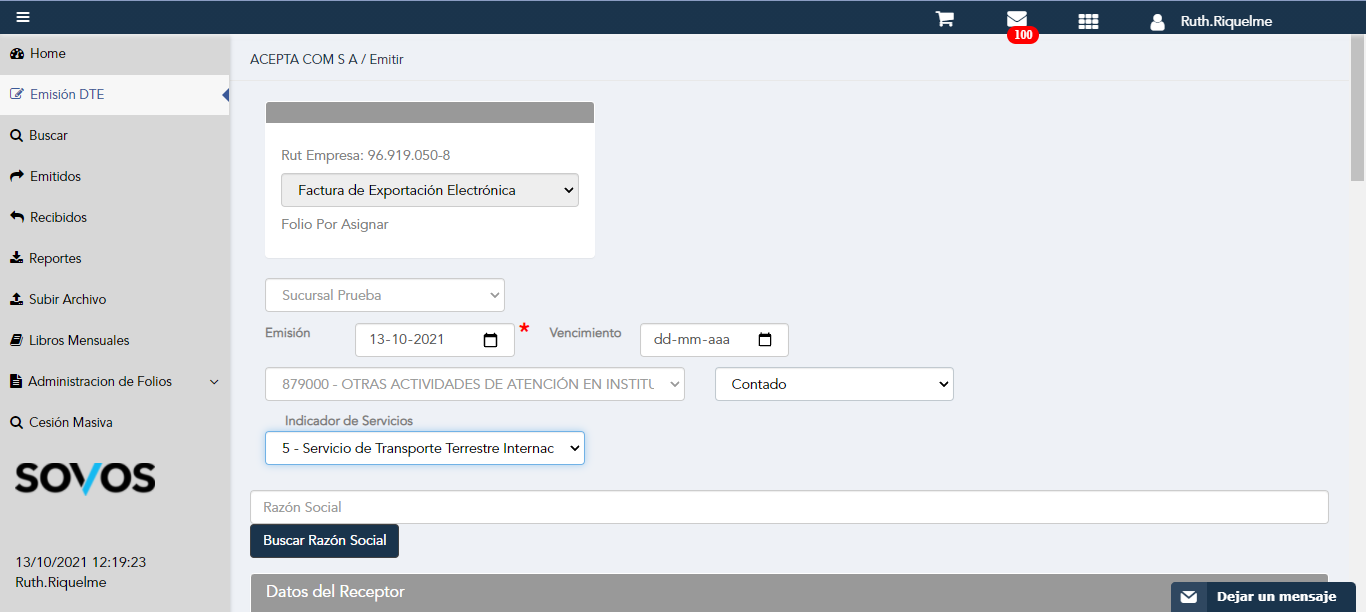 100
Ruth.Riquelme
Home
Emisión DTE
Buscar
Emitidos
Recibidos
Reportes
Subir Archivo
Libros Mensuales
Administracion de Folios
Cesión Masiva
SOVOS
13/10/2021 12:19:23
Ruth.Riquelme
ACEPTA COM S A / Emitir
Rut Empresa: 96.919.050-8
Factura de Exportación Electrónica
Folio Por Asignar
Sucursal Prueba
Emisión 13-10-2021 * Vencimiento dd-mm-aaa
879000 - OTRAS ACTIVIDADES DE ATENCIÓN EN INSTITU Contado
Indicador de Servicios
5 - Servicio de Transporte Terrestre Internac
Razón Social
Buscar Razón Social
Datos del Receptor
Dejar un mensaje